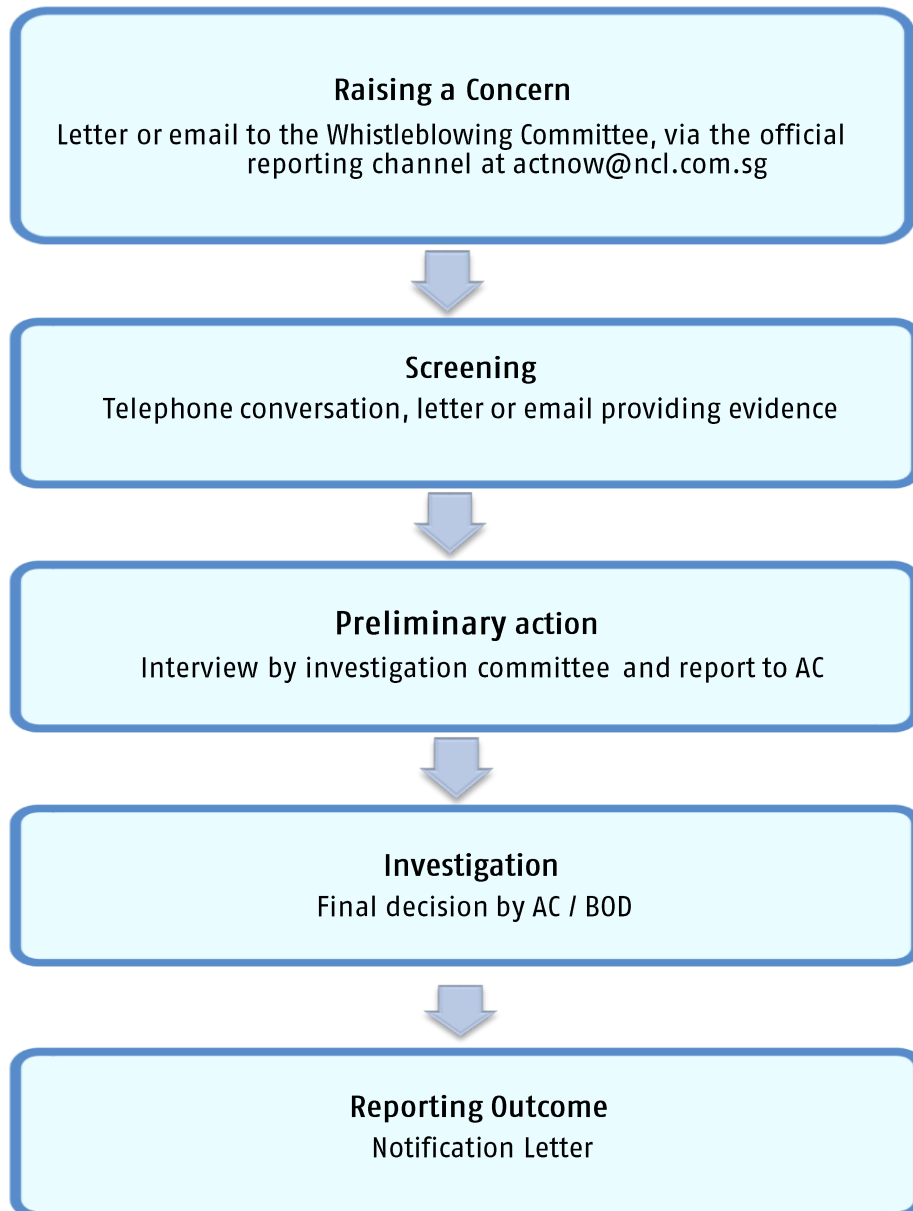 Raising a Concern
Letter or email to the Whistleblowing Committee, via the official
reporting channel at actnow@ncl.com.sg
Screening
Telephone conversation, letter or email providing evidence
Preliminary action
Interview by investigation committee and report to AC
Investigation
Final decision by AC / BOD
Reporting Outcome
Notification Letter